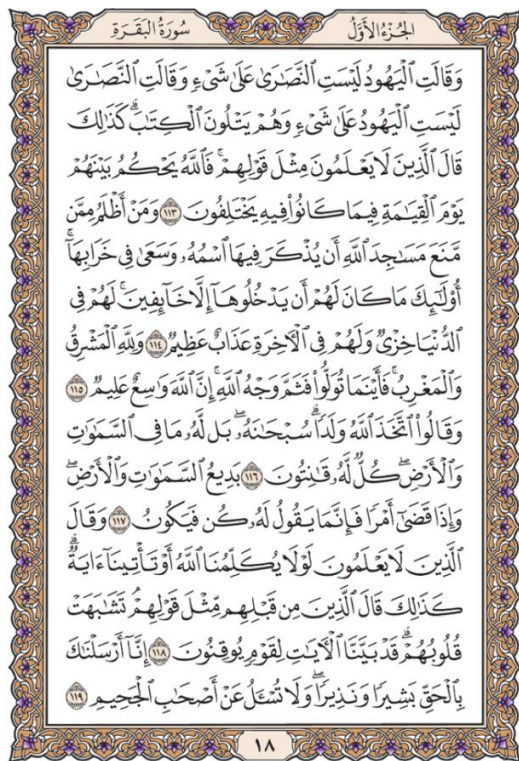 الجُزْءُ الأَوَّلُ
سُورَةُ البَقَرَةِ
وَقَالَتِ ٱلْيَهُودُ لَيْسَتِ ٱلنَّصَـٰرَىٰ عَلَىٰ شَىْءٍ وَقَالَتِ ٱلنَّصَـٰرَىٰ
لَيْسَتِ ٱلْيَهُودُ عَلَىٰ شَىْءٍ وَهُمْ يَتْلُونَ ٱلْكِتَـٰبَۗ كَذَٰلِكَ
قَالَ ٱلَّذِينَ لَا يَعْلَمُونَ مِثْلَ قَوْلِهِمْۚ فَٱللَّهُ يَحْكُمُ بَيْنَهُمْ
يَوْمَ ٱلْقِيَـٰمَةِ فِيمَا كَانُوا۟ فِيهِ يَخْتَلِفُونَ ١١٣ وَمَنْ أَظْلَمُ مِمَّن
مَّنَعَ مَسَـٰجِدَ ٱللَّهِ أَن يُذْكَرَ فِيهَا ٱسْمُهُۥ وَسَعَىٰ فِى خَرَابِهَآۚ
أُو۟لَـٰٓئِكَ مَا كَانَ لَهُمْ أَن يَدْخُلُوهَآ إِلَّا خَآئِفِينَۚ لَهُمْ فِى
ٱلدُّنْيَا خِزْىٌ وَلَهُمْ فِى ٱلْـَٔاخِرَةِ عَذَابٌ عَظِيمٌ ١١٤ وَلِلَّهِ ٱلْمَشْرِقُ
وَٱلْمَغْرِبُۚ فَأَيْنَمَا تُوَلُّوا۟ فَثَمَّ وَجْهُ ٱللَّهِۚ إِنَّ ٱللَّهَ وَٰسِعٌ عَلِيمٌ ١١٥
وَقَالُوا۟ ٱتَّخَذَ ٱللَّهُ وَلَدًاۗ سُبْحَـٰنَهُۥۖ بَل لَّهُۥ مَا فِى ٱلسَّمَـٰوَٰتِ
وَٱلْأَرْضِۖ كُلٌّ لَّهُۥ قَـٰنِتُونَ ١١٦ بَدِيعُ ٱلسَّمَـٰوَٰتِ وَٱلْأَرْضِۖ
وَإِذَا قَضَىٰٓ أَمْرًا فَإِنَّمَا يَقُولُ لَهُۥ كُن فَيَكُونُ ١١٧ وَقَالَ
ٱلَّذِينَ لَا يَعْلَمُونَ لَوْلَا يُكَلِّمُنَا ٱللَّهُ أَوْ تَأْتِينَآ ءَايَةٌۗ
كَذَٰلِكَ قَالَ ٱلَّذِينَ مِن قَبْلِهِم مِّثْلَ قَوْلِهِمْۘ تَشَـٰبَهَتْ
قُلُوبُهُمْۗ قَدْ بَيَّنَّا ٱلْـَٔايَـٰتِ لِقَوْمٍ يُوقِنُونَ ١١٨ إِنَّآ أَرْسَلْنَـٰكَ
بِٱلْحَقِّ بَشِيرًا وَنَذِيرًاۖ وَلَا تُسْـَٔلُ عَنْ أَصْحَـٰبِ ٱلْجَحِيمِ ١١٩
١٨